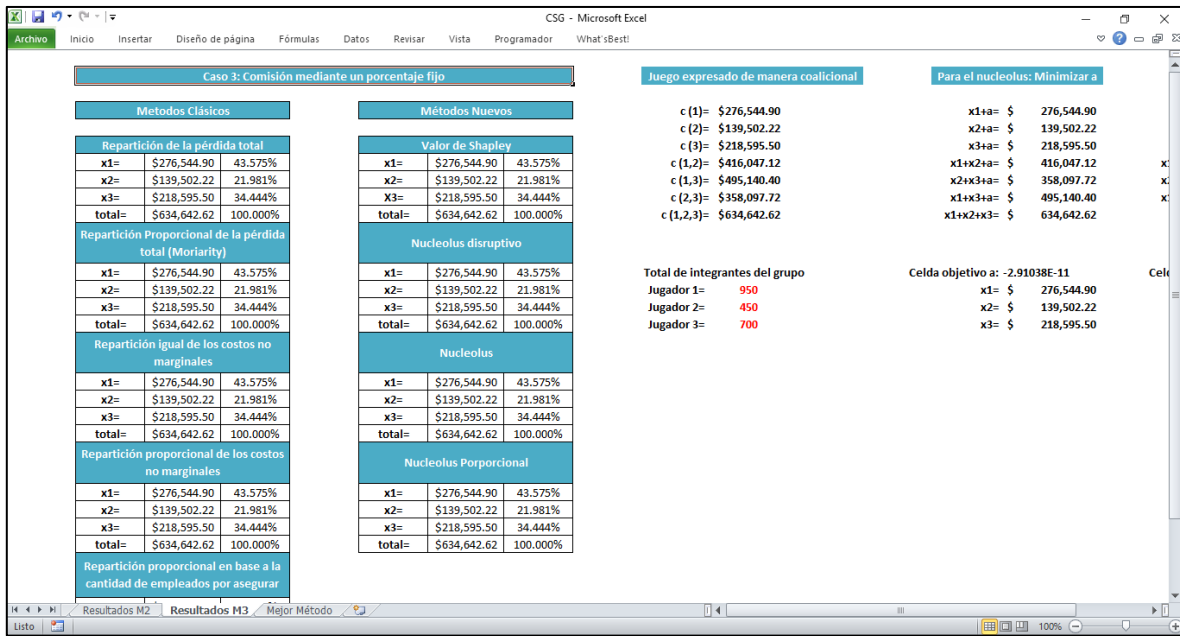 CSG - Microsoft Excel
Archivo Inicio Insertar Diseño de página Fórmulas Datos Revisar Vista Programador What'sBest!
Caso 3: Comisión mediante un porcentaje fijo
Metodos Clásicos
Repartición de la pérdida total
x1= $276,544.90 43.575%
x2= $139,502.22 21.981%
x3= $218,595.50 34.444%
total= $634,642.62 100.000%
Repartición Proporcional de la pérdida
total (Moriarity)
x1= $276,544.90 43.575%
x2= $139,502.22 21.981%
x3= $218,595.50 34.444%
total= $634,642.62 100.000%
Repartición igual de los costos no
marginales
x1= $276,544.90 43.575%
x2= $139,502.22 21.981%
x3= $218,595.50 34.444%
total= $634,642.62 100.000%
Repartición proporcional de los costos
no marginales
x1= $276,544.90 43.575%
x2= $139,502.22 21.981%
x3= $218,595.50 34.444%
total= $634,642.62 100.000%
Repartición proporcional en base a la
cantidad de empleados por asegurar
Métodos Nuevos
Valor de Shapley
x1= $276,544.90 43.575%
x2= $139,502.22 21.981%
X3= $218,595.50 34.444%
total= $634,642.62 100.000%
Nucleolus disruptivo
x1= $276,544.90 43.575%
x2= $139,502.22 21.981%
x3= $218,595.50 34.444%
total= $634,642.62 100.000%
Nucleolus
x1= $276,544.90 43.575%
x2= $139,502.22 21.981%
x3= $218,595.50 34.444%
total= $634,642.62 100.000%
Nucleolus Porporcional
x1= $276,544.90 43.575%
x2= $139,502.22 21.981%
x3= $218,595.50 34.444%
total= $634,642.62 100.000%
Juego expresado de manera coalicional
c (1)= $276,544.90
c (2)= $139,502.22
c (3)= $218,595.50
c (1,2)= $416,047.12
c (1,3)= $495,140.40
c (2,3)= $358,097.72
c (1,2,3)= $634,642.62
Total de integrantes del grupo
Jugador 1= 950
Jugador 2= 450
Jugador 3= 700
Para el nucleolus: Minimizar a
x1+a= $ 276,544.90
x2+a= $ 139,502.22
x3+a= $ 218,595.50
x1+x2+a= $ 416,047.12
x2+x3+a= $ 358,097.72
x1+x3+a= $ 495,140.40
x1+x2+x3= $ 634,642.62
Celda objetivo a: -2.91038E-11
x1= $ 276,544.90
x2= $ 139,502.22
x3= $ 218,595.50
Resultados M2 Resultados M3 Mejor Método
Listo 100%